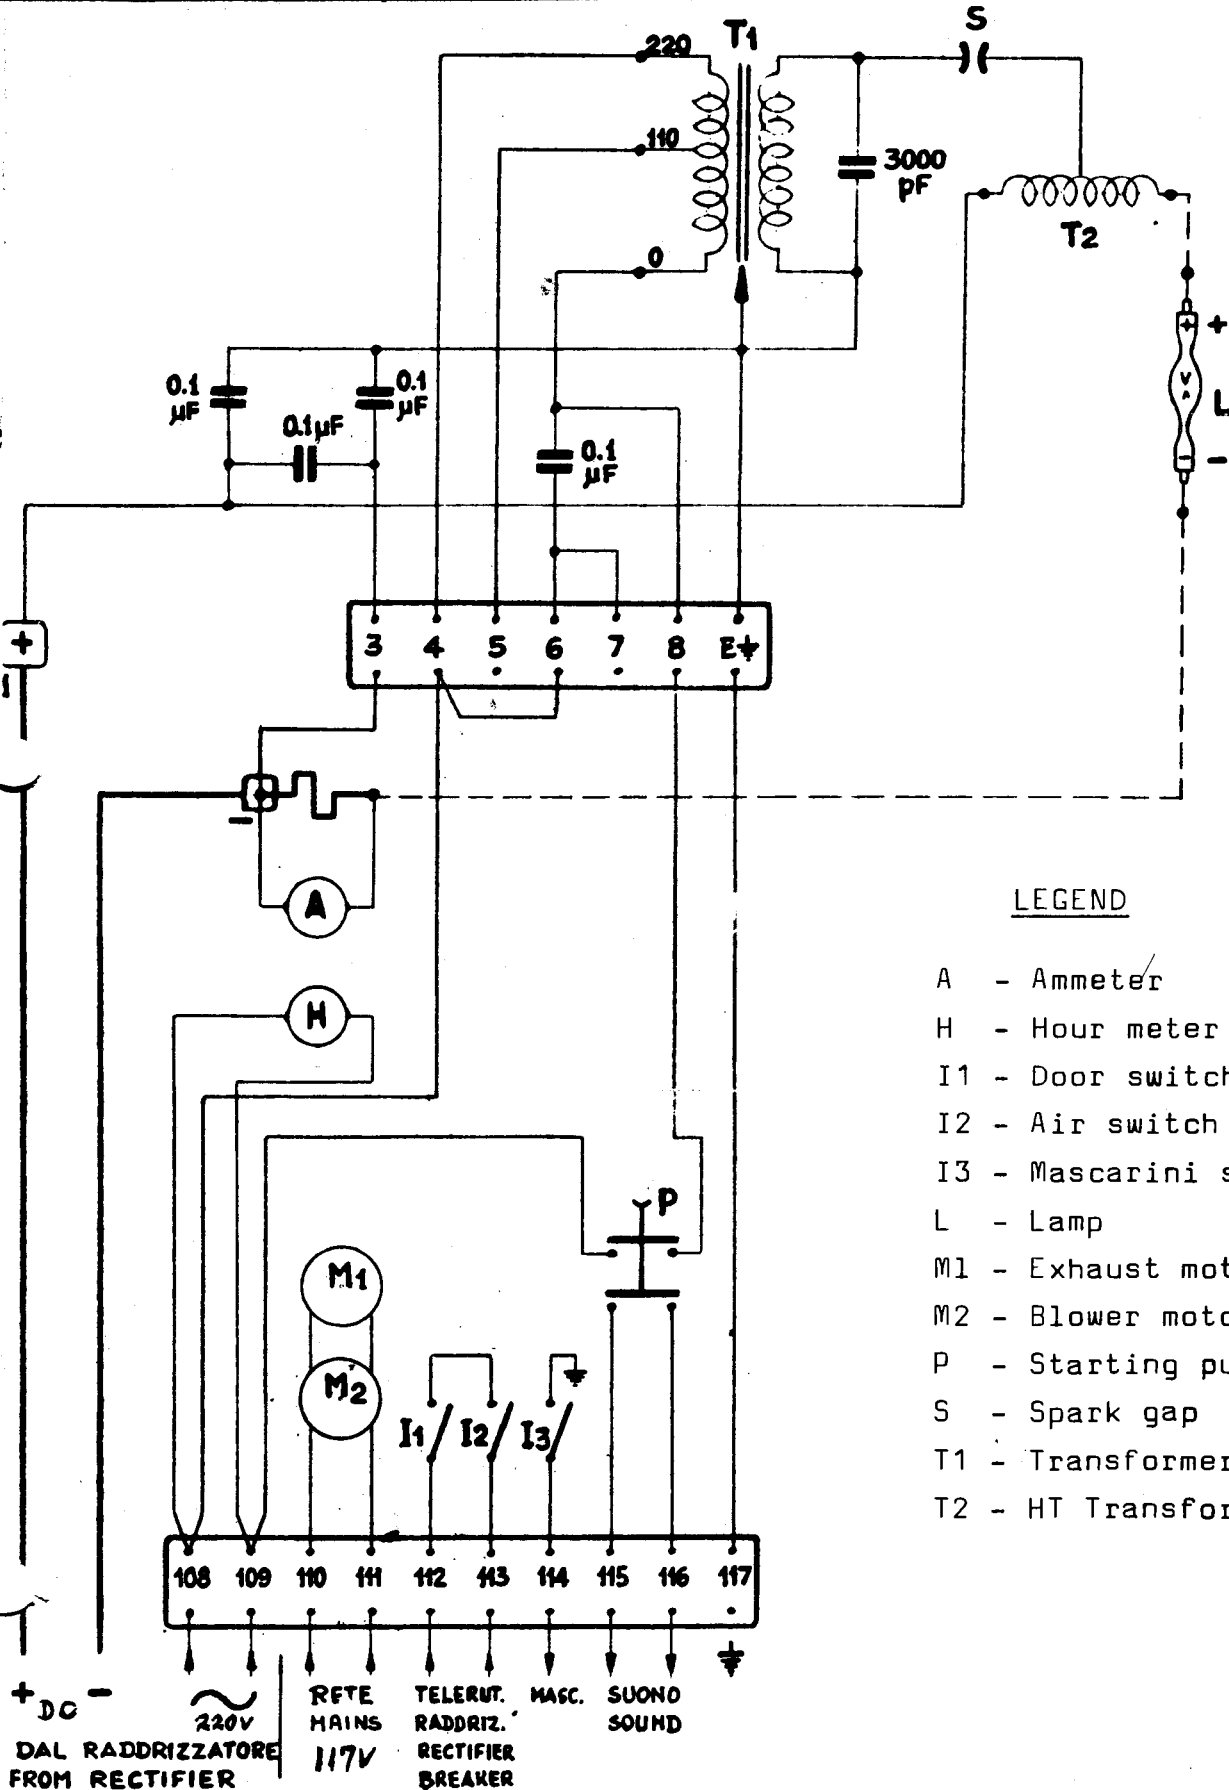 220
T1
S
110
3000
pF
0
T2
+
0.1
µF
0.1
µF
0.1µF
0.1
µF
V
A
L
-
+
3 4 5 6 7 8 E
1
-
A
H
P
M1
M2
I1 I2 I3
108 109 110 111 112 113 114 115 116 117
+ DC -
220V
RETE
MAINS
117V
TELERUT.
RADDRIZ.
RECTIFIER
BREAKER
MASC.
SUONO
SOUND
DAL RADDRIZZATORE
FROM RECTIFIER
LEGEND
A - Ammeter
H - Hour meter
I1 - Door switch
I2 - Air switch
I3 - Mascarini s
L - Lamp
M1 - Exhaust mot
M2 - Blower moto
P - Starting pu
S - Spark gap
T1 - Transformer
T2 - HT Transfor